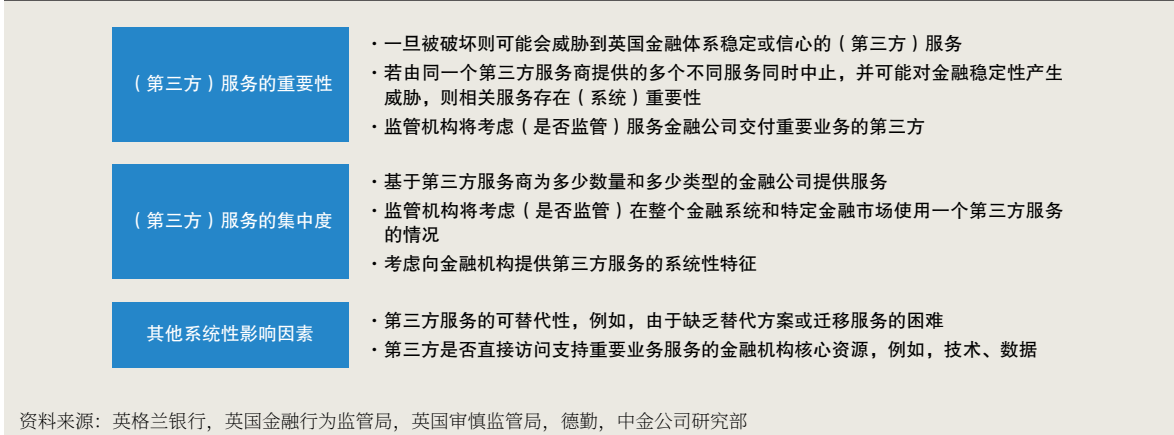 （第三方）服务的重要性
·一旦被破坏则可能会威胁到英国金融体系稳定或信心的（第三方）服务
·若由同一个第三方服务商提供的多个不同服务同时中止，并可能对金融稳定性产生
威胁，则相关服务存在（系统）重要性
·监管机构将考虑（是否监管）服务金融公司交付重要业务的第三方
（第三方）服务的集中度
·基于第三方服务商为多少数量和多少类型的金融公司提供服务
·监管机构将考虑（是否监管）在整个金融系统和特定金融市场使用一个第三方服务
的情况
·考虑向金融机构提供第三方服务的系统性特征
其他系统性影响因素
·第三方服务的可替代性，例如，由于缺乏替代方案或迁移服务的困难
·第三方是否直接访问支持重要业务服务的金融机构核心资源，例如，技术、数据
资料来源：英格兰银行，英国金融行为监管局，英国审慎监管局，德勤，中金公司研究部